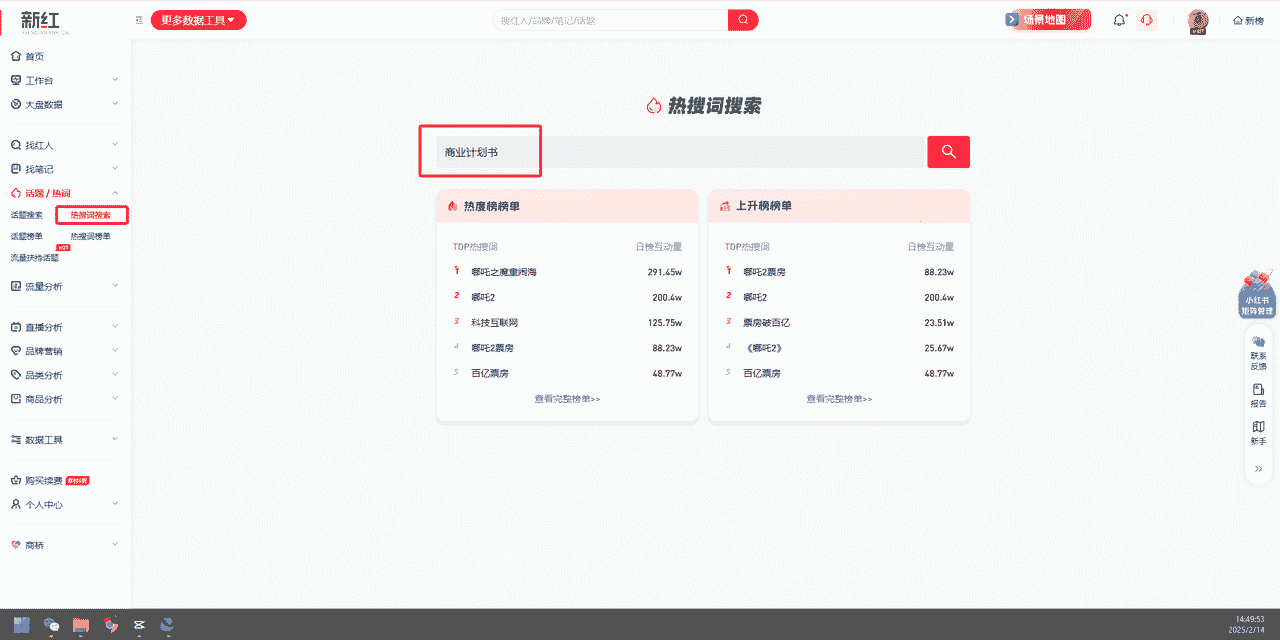 新红
更多数据工具
搜红人/品牌/笔记/话题
场景地图
新榜
首页
工作台
大盘数据
找红人
找笔记
话题 / 热词
话题搜索 热搜词搜索
话题榜单 热搜词榜单
HOT
流量扶持话题
流量分析
直播分析
品牌营销
品类分析
商品分析
数据工具
购买续费
个人中心
商桥
热搜词搜索
商业计划书
热度榜榜单
TOP热搜词 日榜互动量
1 哪吒之魔童闹海 291.45w
2 哪吒2 200.4w
3 科技互联网 125.75w
4 哪吒2票房 88.23w
5 百亿票房 48.77w
查看完整榜单>>
上升榜榜单
TOP热搜词 日榜互动量
1 哪吒2票房 88.23w
2 哪吒2 200.4w
3 票房破百亿 23.51w
4 《哪吒2》 25.67w
5 百亿票房 48.77w
查看完整榜单>>
小红书
矩阵管理
联系
反馈
报告
新手
14:49:53
2025/2/14